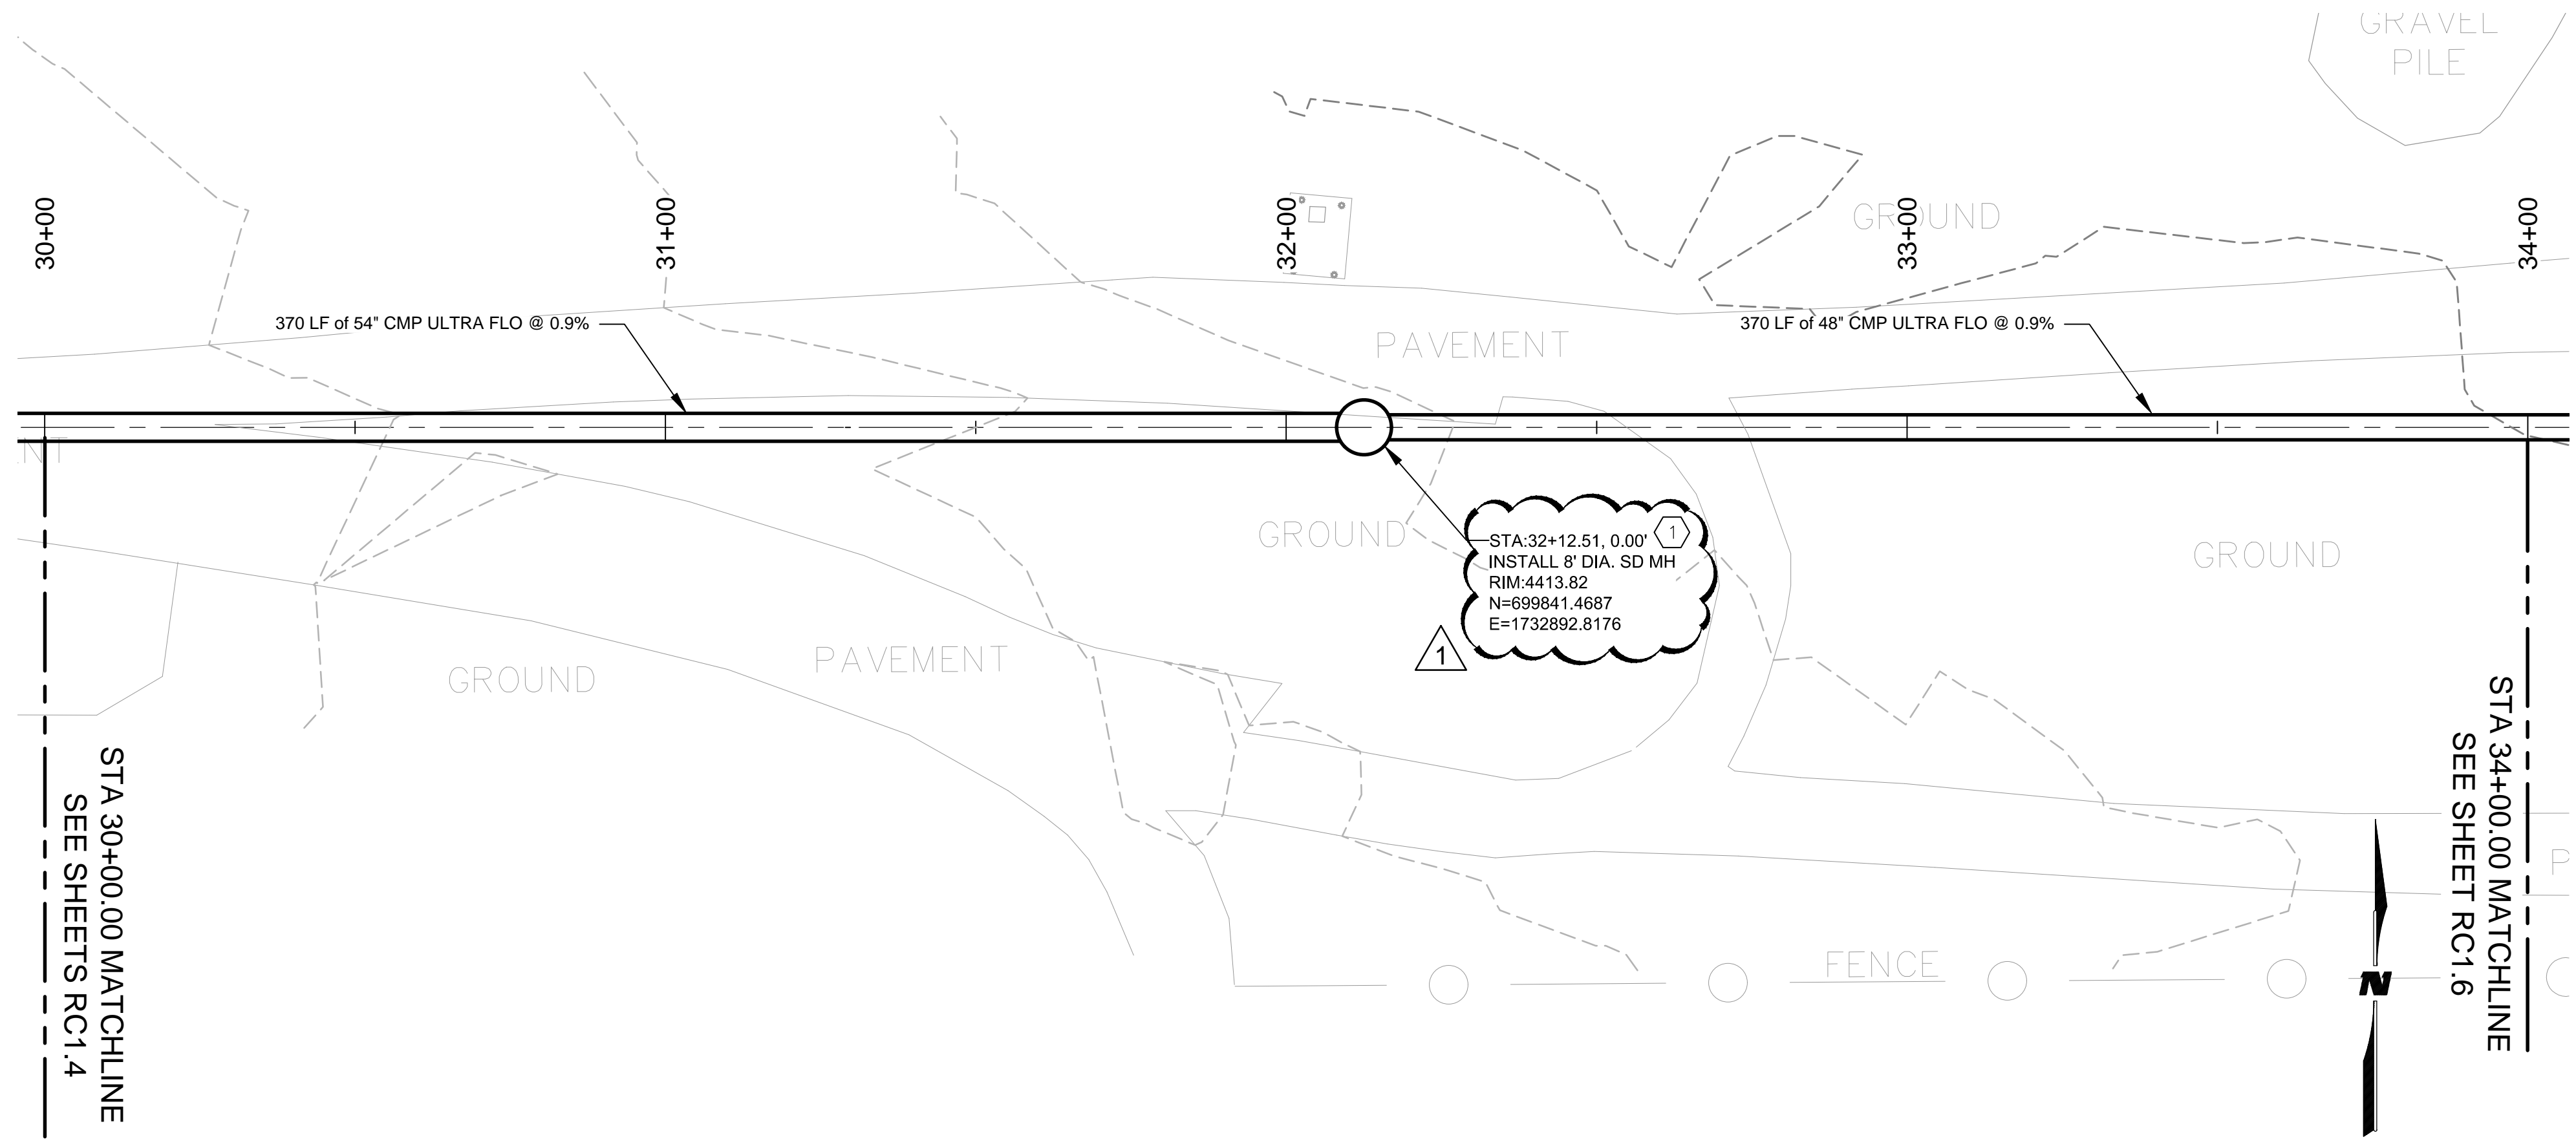 GRAVEL
PILE
30+00
31+00
32+00
33+00
34+00
GROUND
370 LF of 54" CMP ULTRA FLO @ 0.9%
370 LF of 48" CMP ULTRA FLO @ 0.9%
PAVEMENT
NT
GROUND
STA:32+12.51, 0.00'
1
INSTALL 8' DIA. SD MH
RIM:4413.82
N=699841.4687
E=1732892.8176
1
GROUND
GROUND
PAVEMENT
STA 30+00.00 MATCHLINE
SEE SHEETS RC1.4
STA 34+00.00 MATCHLINE
SEE SHEET RC1.6
P
FENCE
N